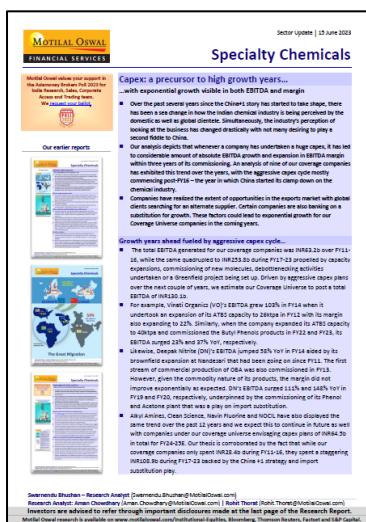 Sector Update | 15 June 2023
MOTILAL OSWAL
FINANCIAL SERVICES
Specialty Chemicals
Motilal Oswal values your support in
the Asiamoney Brokers Poll 2023 for
India Research, Sales, Corporate
Access and Trading team.
We request your ballot.
Our earlier reports
The Great Migration
Capex: a precursor to high growth years…
…with exponential growth visible in both EBITDA and margin
Over the past several years since the China+1 story has started to take shape, there
has been a sea change in how the Indian chemical industry is being perceived by the
domestic as well as global clientele. Simultaneously, the industry's perception of
looking at the business has changed drastically with not many desiring to play a
second fiddle to China.
Our analysis depicts that whenever a company has undertaken a huge capex, it has led
to considerable amount of absolute EBITDA growth and expansion in EBITDA margin
within three years of its commissioning. An analysis of nine of our coverage companies
has exhibited this trend over the years, with the aggressive capex cycle mostly
commencing post-FY16 – the year in which China started its clamp down on the
chemical industry.
Companies have realized the extent of opportunities in the exports market with global
clients searching for an alternate supplier. Certain companies are also banking on a
substitution for growth. These factors could lead to exponential growth for our
Coverage Universe companies in the coming years.
Growth years ahead fueled by aggressive capex cycle…
The total EBITDA generated for our coverage companies was INR63.2b over FY11-
16, while the same quadrupled to INR253.8b during FY17-23 propelled by capacity
expansions, commissioning of new molecules, debottlenecking activities
undertaken or a Greenfield project being set up. Driven by aggressive capex plans
over the next couple of years, we estimate our Coverage Universe to post a total
EBITDA of INR130.1b.
For example, Vinati Organics (VO)'s EBITDA grew 103% in FY14 when it
undertook an expansion of its ATBS capacity to 26ktpa in FY12 with its margin
also expanding to 22%. Similarly, when the company expanded its ATBS capacity
to 40ktpa and commissioned the Butyl Phenols products in FY22 and FY23, its
EBITDA surged 23% and 37% YoY, respectively.
Likewise, Deepak Nitrite (DN)'s EBITDA jumped 58% YoY in FY14 aided by its
brownfield expansion at Nandesari that had been going on since FY11. The first
stream of commercial production of OBA was also commissioned in FY13.
However, given the commodity nature of its products, the margin did not
improve exponentially as expected. DN's EBITDA surged 111% and 148% YoY in
FY19 and FY20, respectively, underpinned by the commissioning of its Phenol
and Acetone plant that was a play on import substitution.
Alkyl Amines, Clean Science, Navin Fluorine and NOCIL have also displayed the
same trend over the past 12 years and we expect this to continue in future as well
with companies under our coverage universe envisaging capex plans of INR64.5b
in total for FY24-25E. Our thesis is corroborated by the fact that while our
coverage companies only spent INR28.4b during FY11-16, they spent a staggering
INR108.9b during FY17-23 backed by the China +1 strategy and import
substitution play.
Swarnendu Bhushan – Research Analyst (Swarnendu.Bhushan@MotilalOswal.com)
Research Analyst: Aman Chowdhary (Aman.Chowdhary@MotilalOswal.com) | Rohit Thorat (Rohit.Thorat@MotilalOswal.com)
Investors are advised to refer through important disclosures made at the last page of the Research Report.
Motilal Oswal research is available on www.motilaloswal.com/Institutional-Equities, Bloomberg, Thomson Reuters, Factset and S&P Capital.